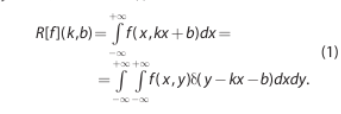 R[f](k,b) = ∫_{-∞}^{+∞} f(x,kx+b)dx =
= ∫_{-∞}^{+∞} ∫_{-∞}^{+∞} f(x,y)δ(y-kx-b)dxdy.
(1)